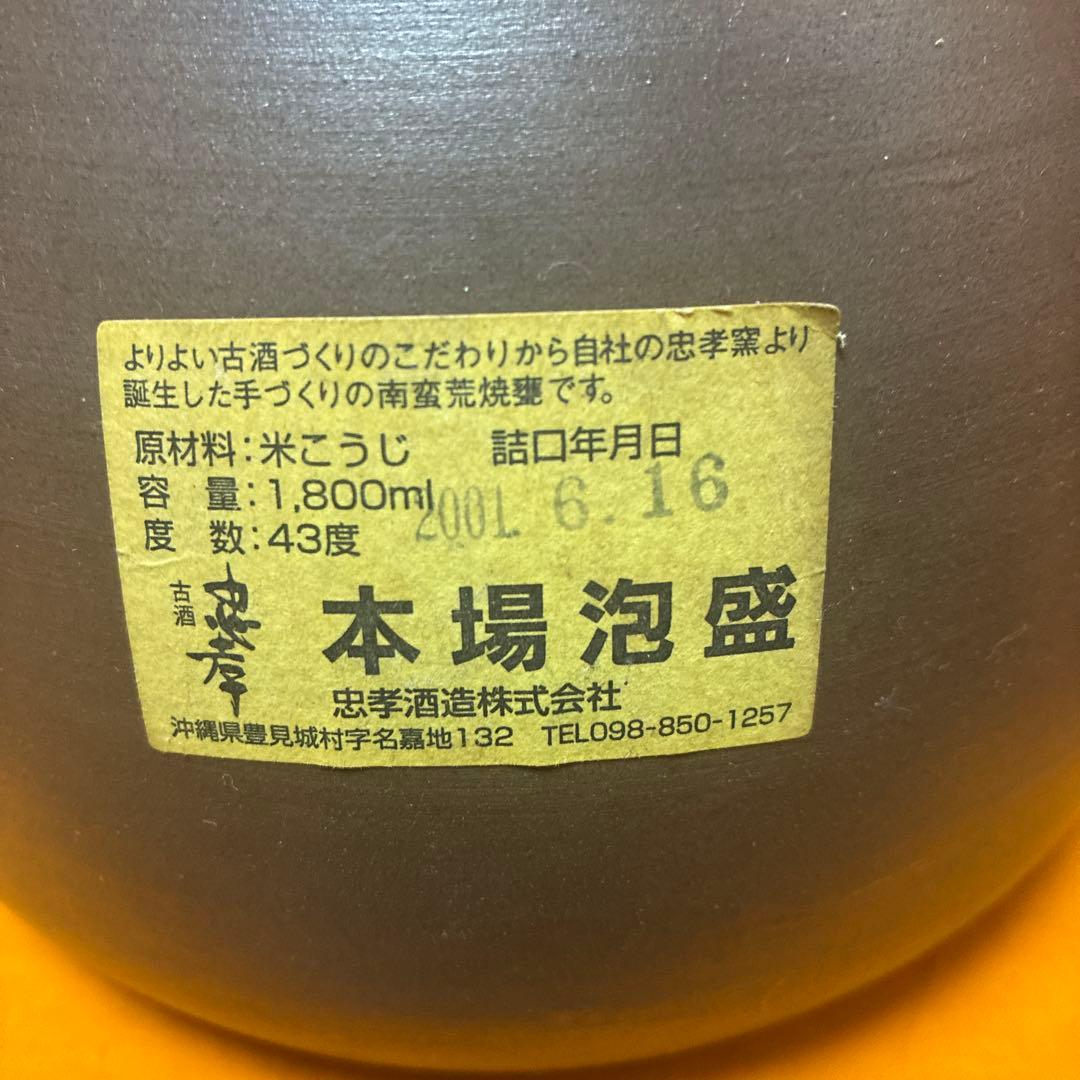 よりよい古酒づくりのこだわりから自社の忠孝窯より
誕生した手づくりの南蛮荒焼甕です。
原材料:米こうじ 詰口年月日
容 量:1,800ml 2001. 6. 16
度 数:43度
古酒 忠孝 本場泡盛
忠孝酒造株式会社
沖縄県豊見城村字名嘉地132 TEL098-850-1257